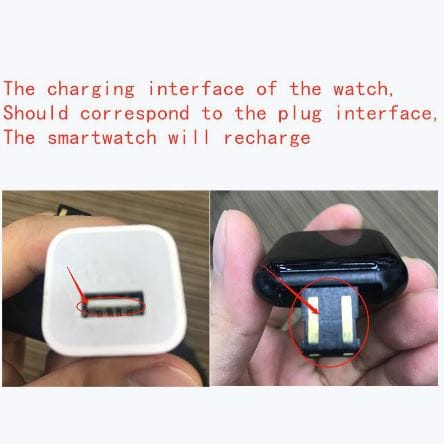 The charging interface of the watch,
Should correspond to the plug interface,
The smartwatch will recharge